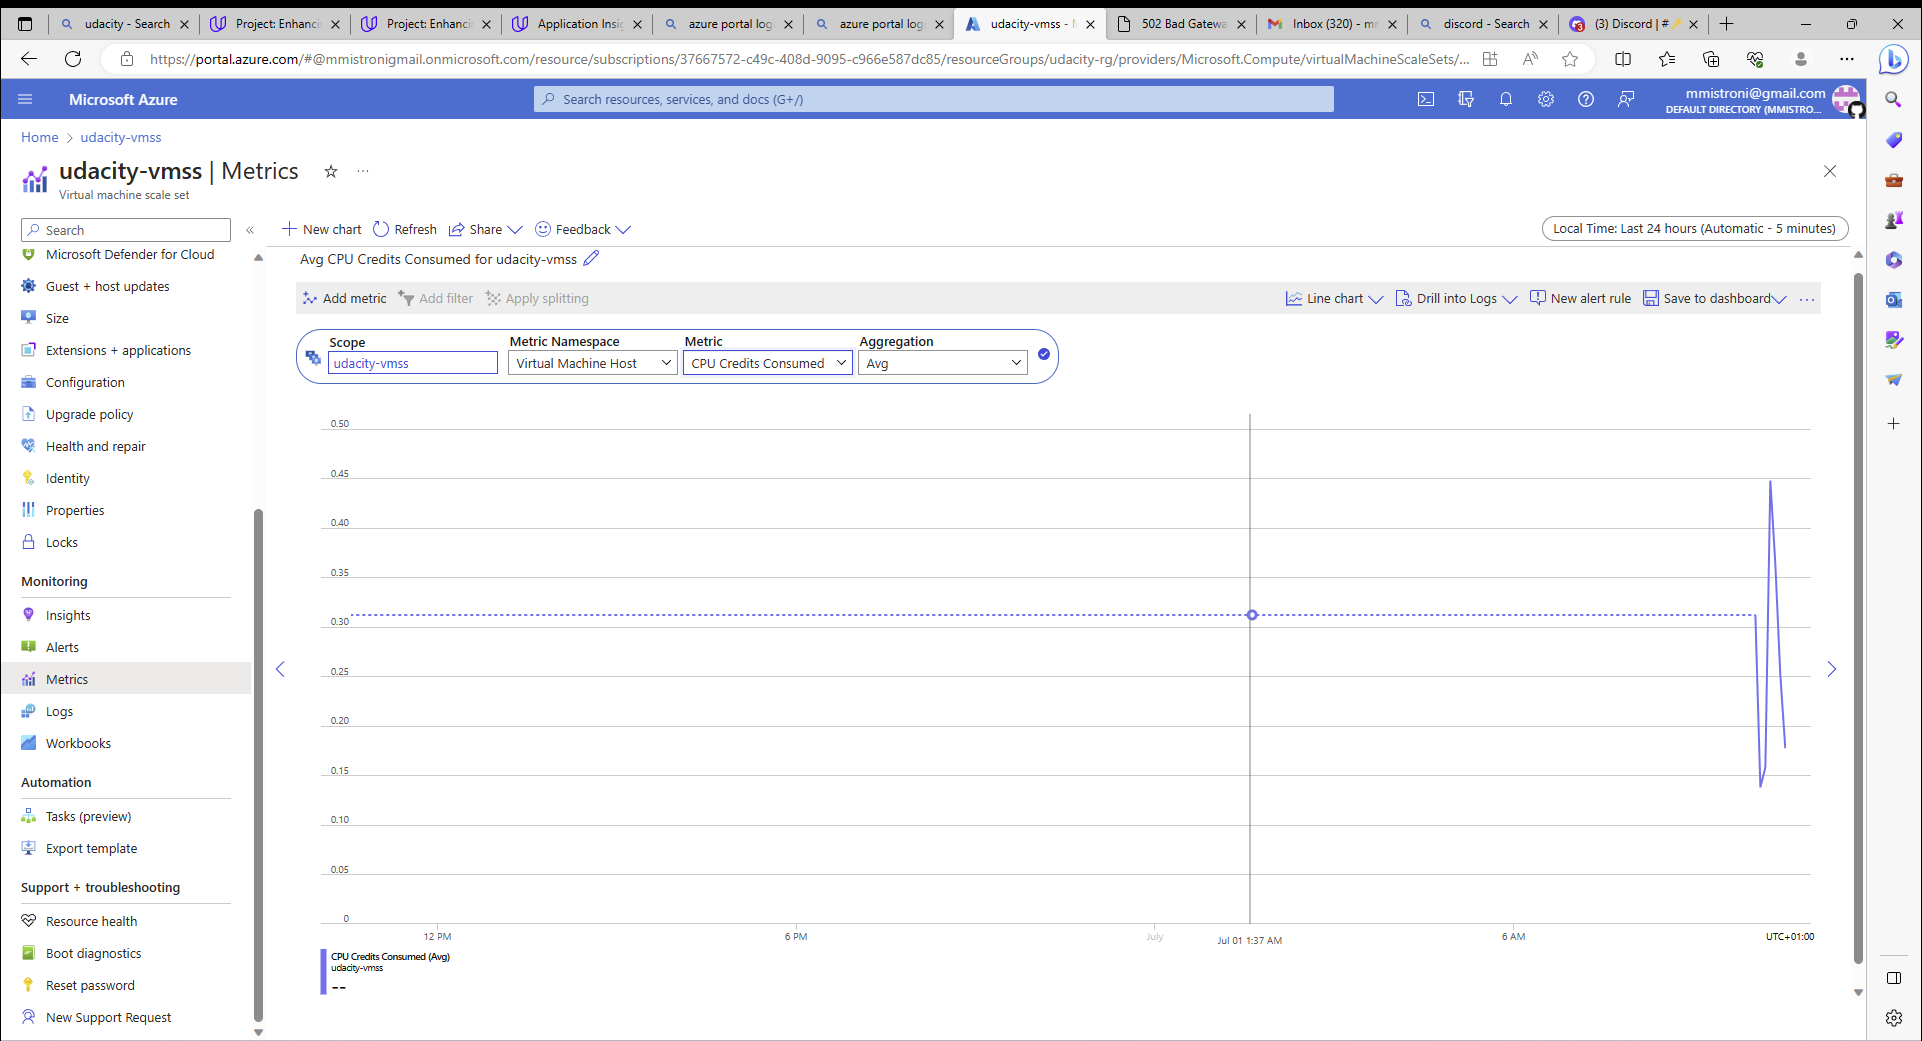 udacity - Search
Project: Enhancin
Project: Enhancin
Application Insig
azure portal logi
azure portal logi
udacity-vmss - M
502 Bad Gatewa
Inbox (320) - mr
discord - Search
(3) Discord | #
https://portal.azure.com/#@mmistronigmail.onmicrosoft.com/resource/subscriptions/37667572-c49c-408d-9095-c966e587dc85/resourceGroups/udacity-rg/providers/Microsoft.Compute/virtualMachineScaleSets/...
Microsoft Azure
Search resources, services, and docs (G+/)
mmistroni@gmail.com
DEFAULT DIRECTORY (MMISTRO...
Home > udacity-vmss
udacity-vmss | Metrics
Virtual machine scale set
Search
Microsoft Defender for Cloud
Guest + host updates
Size
Extensions + applications
Configuration
Upgrade policy
Health and repair
Identity
Properties
Locks
Monitoring
Insights
Alerts
Metrics
Logs
Workbooks
Automation
Tasks (preview)
Export template
Support + troubleshooting
Resource health
Boot diagnostics
Reset password
New Support Request
New chart
Refresh
Share
Feedback
Local Time: Last 24 hours (Automatic - 5 minutes)
Avg CPU Credits Consumed for udacity-vmss
Add metric
Add filter
Apply splitting
Line chart
Drill into Logs
New alert rule
Save to dashboard
Scope
udacity-vmss
Metric Namespace
Virtual Machine Host
Metric
CPU Credits Consumed
Aggregation
Avg
0.50
0.45
0.40
0.35
0.30
0.25
0.20
0.15
0.10
0.05
0
12 PM
6 PM
July
Jul 01 1:37 AM
6 AM
UTC+01:00
CPU Credits Consumed (Avg)
udacity-vmss
--